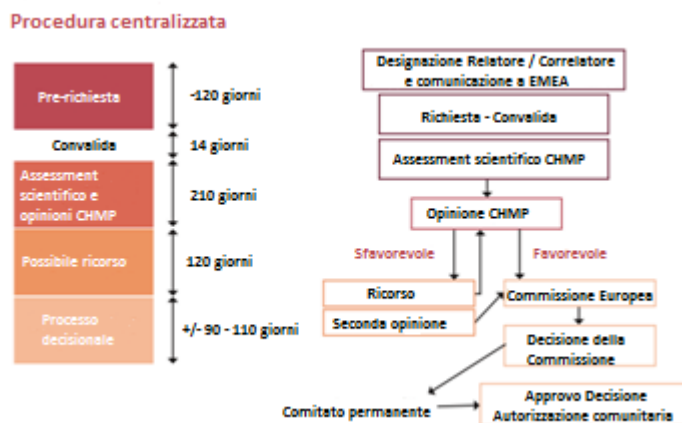 Procedura centralizzata
Pre-richiesta
-120 giorni
Convalida
14 giorni
Assessment
scientifico e
opinioni CHMP
210 giorni
Possibile ricorso
120 giorni
Processo
decisionale
+/- 90 - 110 giorni
Designazione Relatore / Correlatore
e comunicazione a EMEA
Richiesta - Convalida
Assessment scientifico CHMP
Opinione CHMP
Sfavorevole
Favorevole
Ricorso
Commissione Europea
Seconda opinione
Decisione della
Commissione
Comitato permanente
Approvo Decisione
Autorizzazione comunitaria